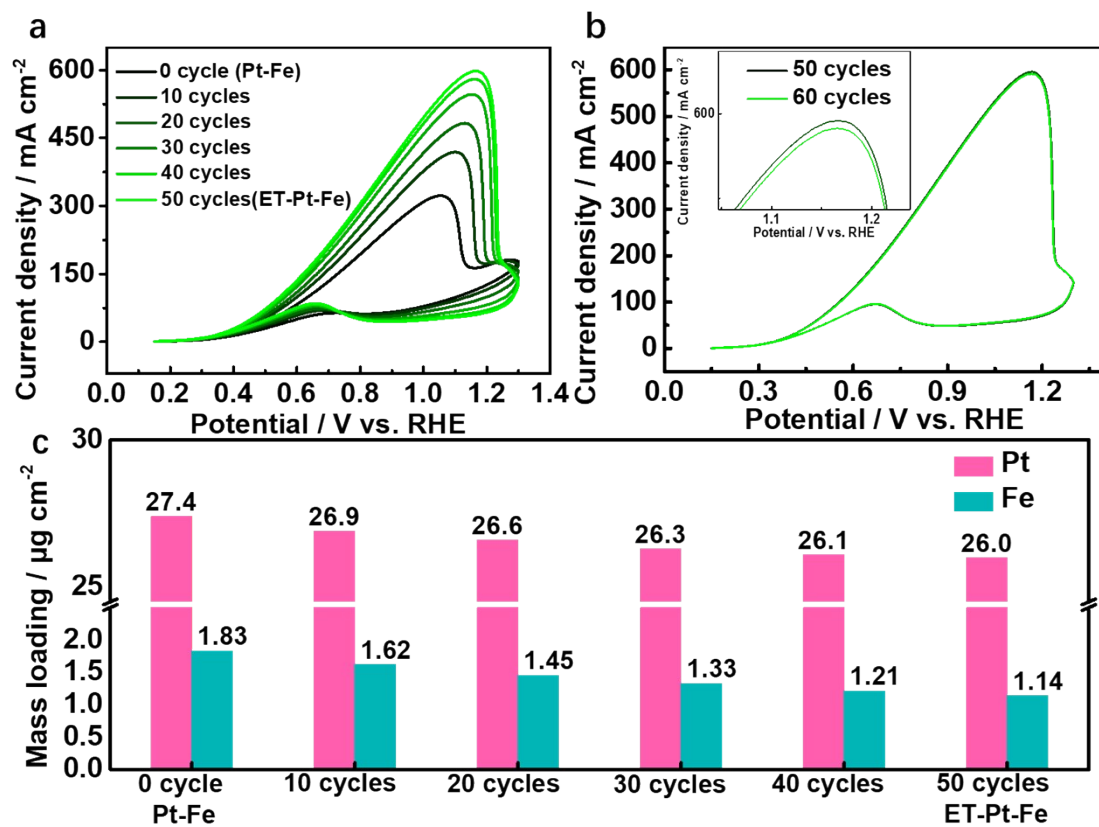 a
Current density / mA cm⁻²
600
450
300
150
0
0 cycle (Pt-Fe)
10 cycles
20 cycles
30 cycles
40 cycles
50 cycles(ET-Pt-Fe)
0.0 0.2 0.4 0.6 0.8 1.0 1.2 1.4
Potential / V vs. RHE
b
Current density / mA cm⁻²
600
500
400
300
200
100
0
50 cycles
60 cycles
Current density / mA cm⁻²
600
1.1 1.2
Potential / V vs. RHE
0.0 0.3 0.6 0.9 1.2
Potential / V vs. RHE
c
Mass loading / µg cm⁻²
30
25
2.0
1.5
1.0
0.5
0.0
Pt
Fe
27.4 26.9 26.6 26.3 26.1 26.0
1.83 1.62 1.45 1.33 1.21 1.14
0 cycle 10 cycles 20 cycles 30 cycles 40 cycles 50 cycles
Pt-Fe ET-Pt-Fe